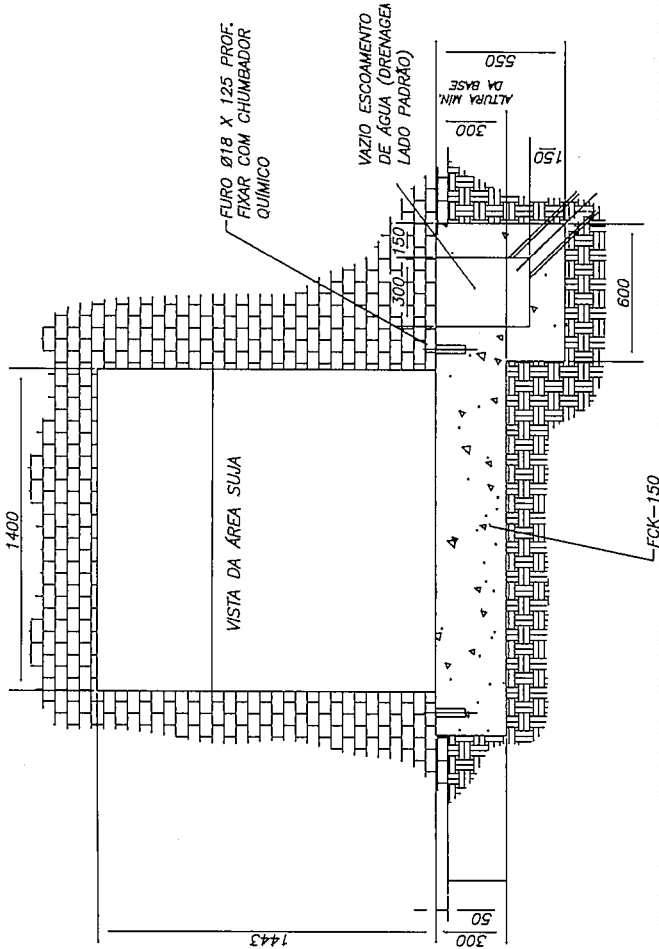 1400
FURO Ø18 X 125 PROF.
FIXAR COM CHUMBADOR
QUÍMICO
VISTA DA ÁREA SUJA
VAZIO ESCOAMENTO
DE ÁGUA (DRENAGEM
LADO PADRÃO)
1443
300
150
50
300
300
ALTURA MÍN.
DA BASE
550
150
600
FCK-150